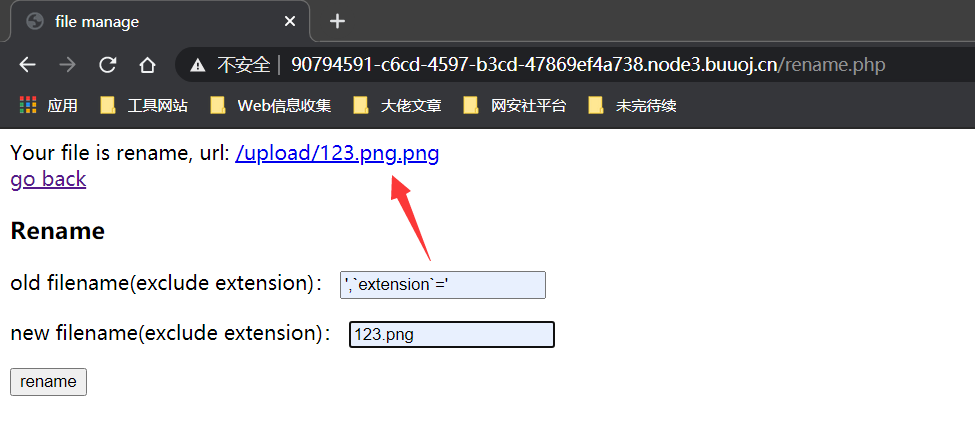 file manage
不安全 | 90794591-c6cd-4597-b3cd-47869ef4a738.node3.buuoj.cn/rename.php
应用 工具网站 Web信息收集 大佬文章 网安社平台 未完待续
Your file is rename, url: /upload/123.png.png
go back
Rename
old filename(exclude extension)： ',`extension`='
new filename(exclude extension)： 123.png
rename